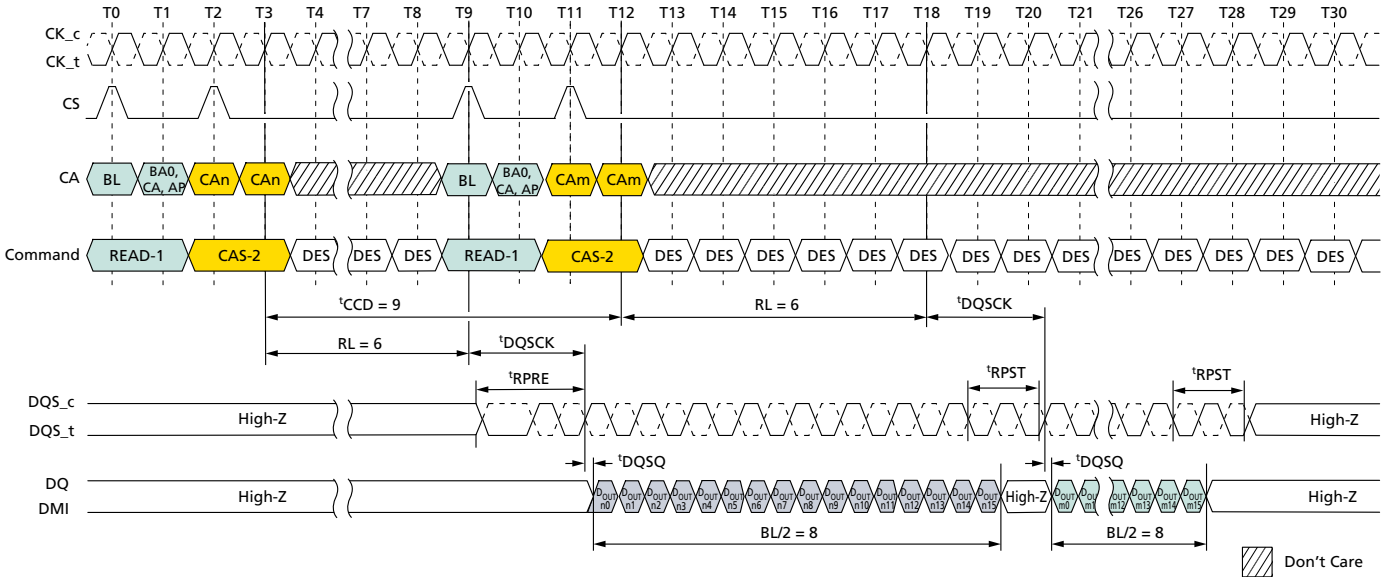 T0 T1 T2 T3 T4 T7 T8 T9 T10 T11 T12 T13 T14 T15 T16 T17 T18 T19 T20 T21 T26 T27 T28 T29 T30
CK_c
CK_t
CS
CA BL BA0, CA, AP CAn CAn BL BA0, CA, AP CAm CAm
Command READ-1 CAS-2 DES DES DES READ-1 CAS-2 DES DES DES DES DES DES DES DES DES DES DES DES DES DES
tCCD = 9 RL = 6 tDQSCK
RL = 6 tDQSCK
tRPRE tRPST tRPST
DQS_c
DQS_t
High-Z High-Z
tDQSQ tDQSQ
DQ
DMI
High-Z DOUT n0 DOUT n1 DOUT n2 DOUT n3 DOUT n4 DOUT n5 DOUT n6 DOUT n7 DOUT n8 DOUT n9 DOUT n10 DOUT n11 DOUT n12 DOUT n13 DOUT n14 DOUT n15 High-Z DOUT m0 DOUT m1 DOUT m12 DOUT m13 DOUT m14 DOUT m15 High-Z
BL/2 = 8 BL/2 = 8
Don't Care